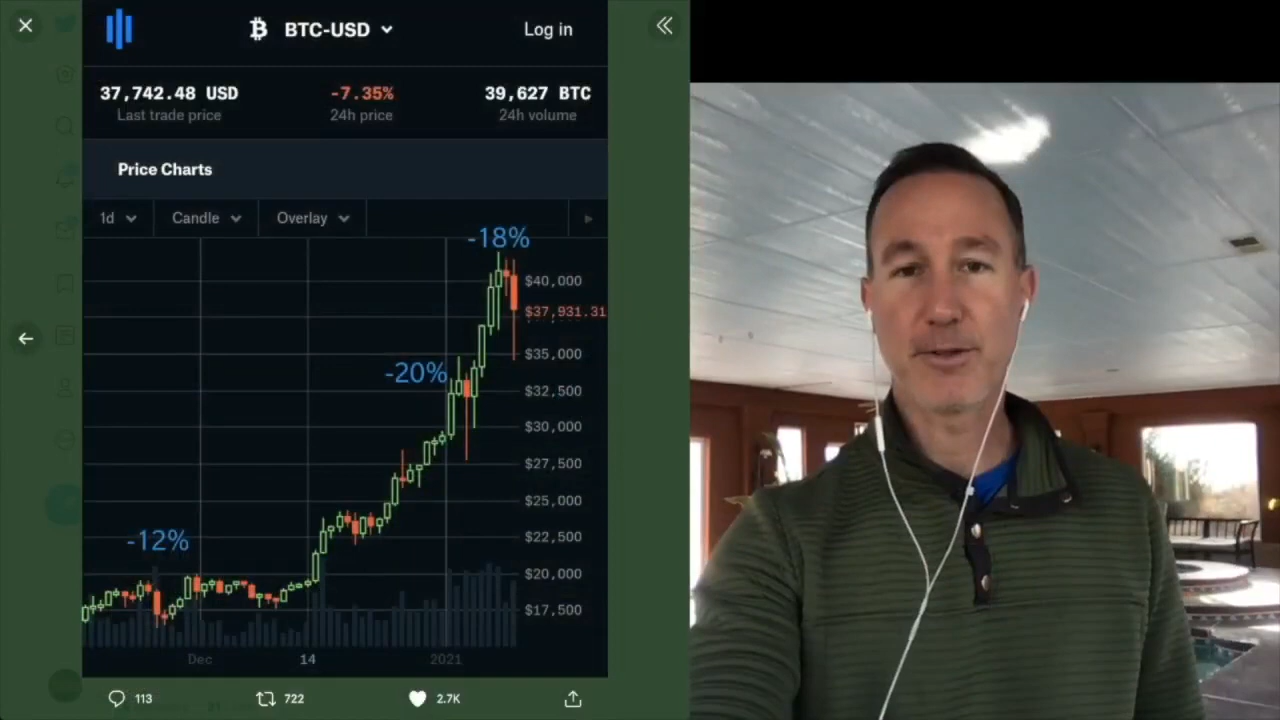 BTC-USD
Log in
37,742.48 USD
-7.35%
39,627 BTC
Last trade price
24h price
24h volume
Price Charts
1d
Candle
Overlay
-18%
$40,000
$37,931.31
$35,000
-20%
$32,500
$30,000
$27,500
$25,000
-12%
$22,500
$20,000
$17,500
Dec
14
2021
113
722
2.7K